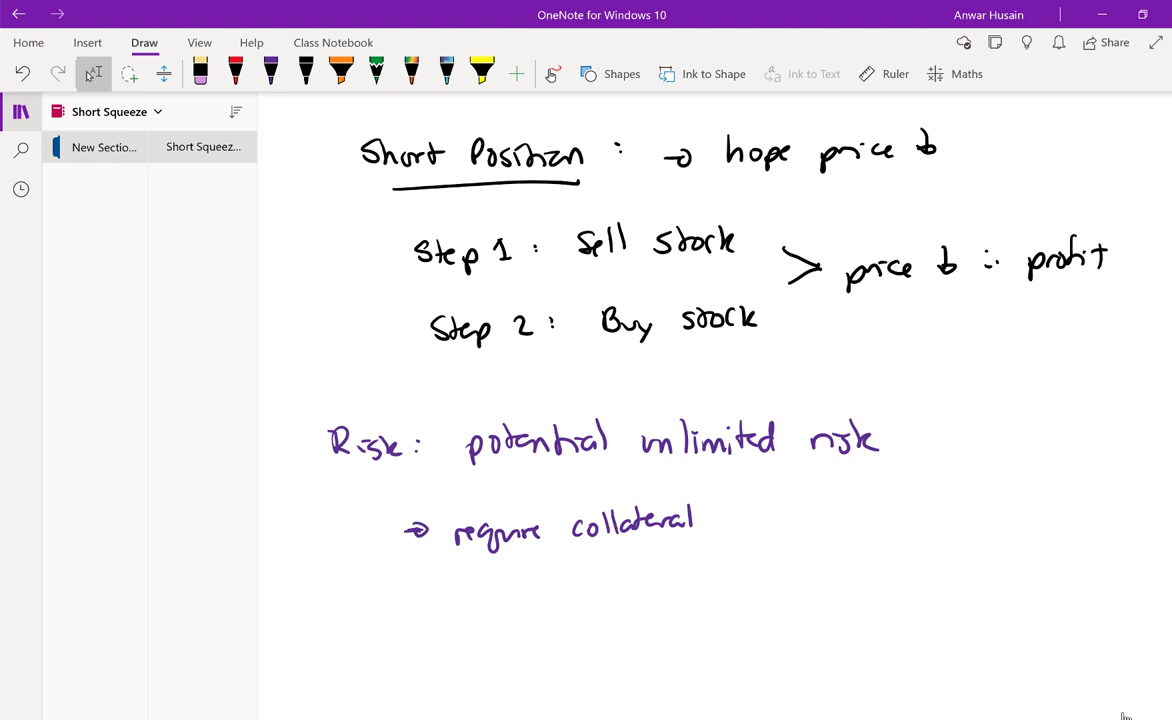 OneNote for Windows 10
Anwar Husain
Home Insert Draw View Help Class Notebook
Share
Shapes Ink to Shape Ink to Text Ruler Maths
Short Squeeze
New Sectio...
Short Squeez...
Short Position : → hope price ↓
Step 1 : Sell stock
> price ↓ ∴ profit
Step 2 : Buy stock
Risk : potential unlimited risk
→ require collateral